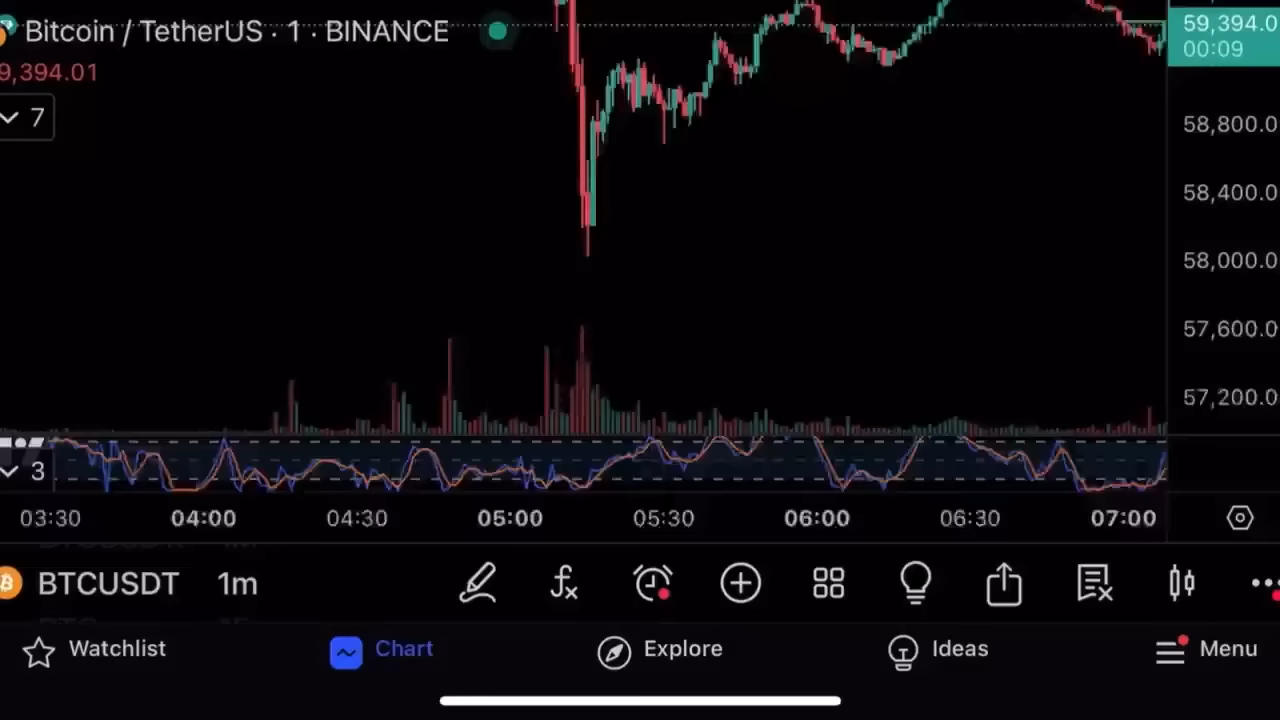 Bitcoin / TetherUS · 1 · BINANCE
59,394.0
00:09
9,394.01
7
58,800.0
58,400.0
58,000.0
57,600.0
57,200.0
3
03:30 04:00 04:30 05:00 05:30 06:00 06:30 07:00
BTCUSDT 1m
Watchlist Chart Explore Ideas Menu